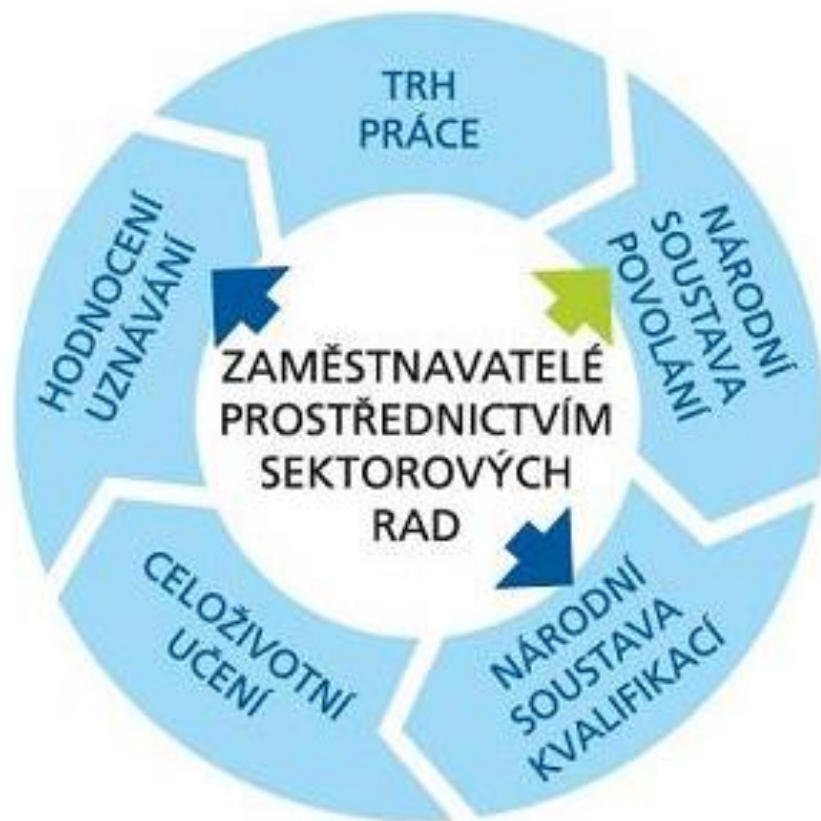 TRH
PRÁCE
NÁRODNÍ
SOUSTAVA
POVOLÁNÍ
NÁRODNÍ
SOUSTAVA
KVALIFIKACÍ
CELOŽIVOTNÍ
UČENÍ
HODNOCENÍ
UZNÁVÁNÍ
ZAMĚSTNAVATELÉ
PROSTŘEDNICTVÍM
SEKTOROVÝCH
RAD